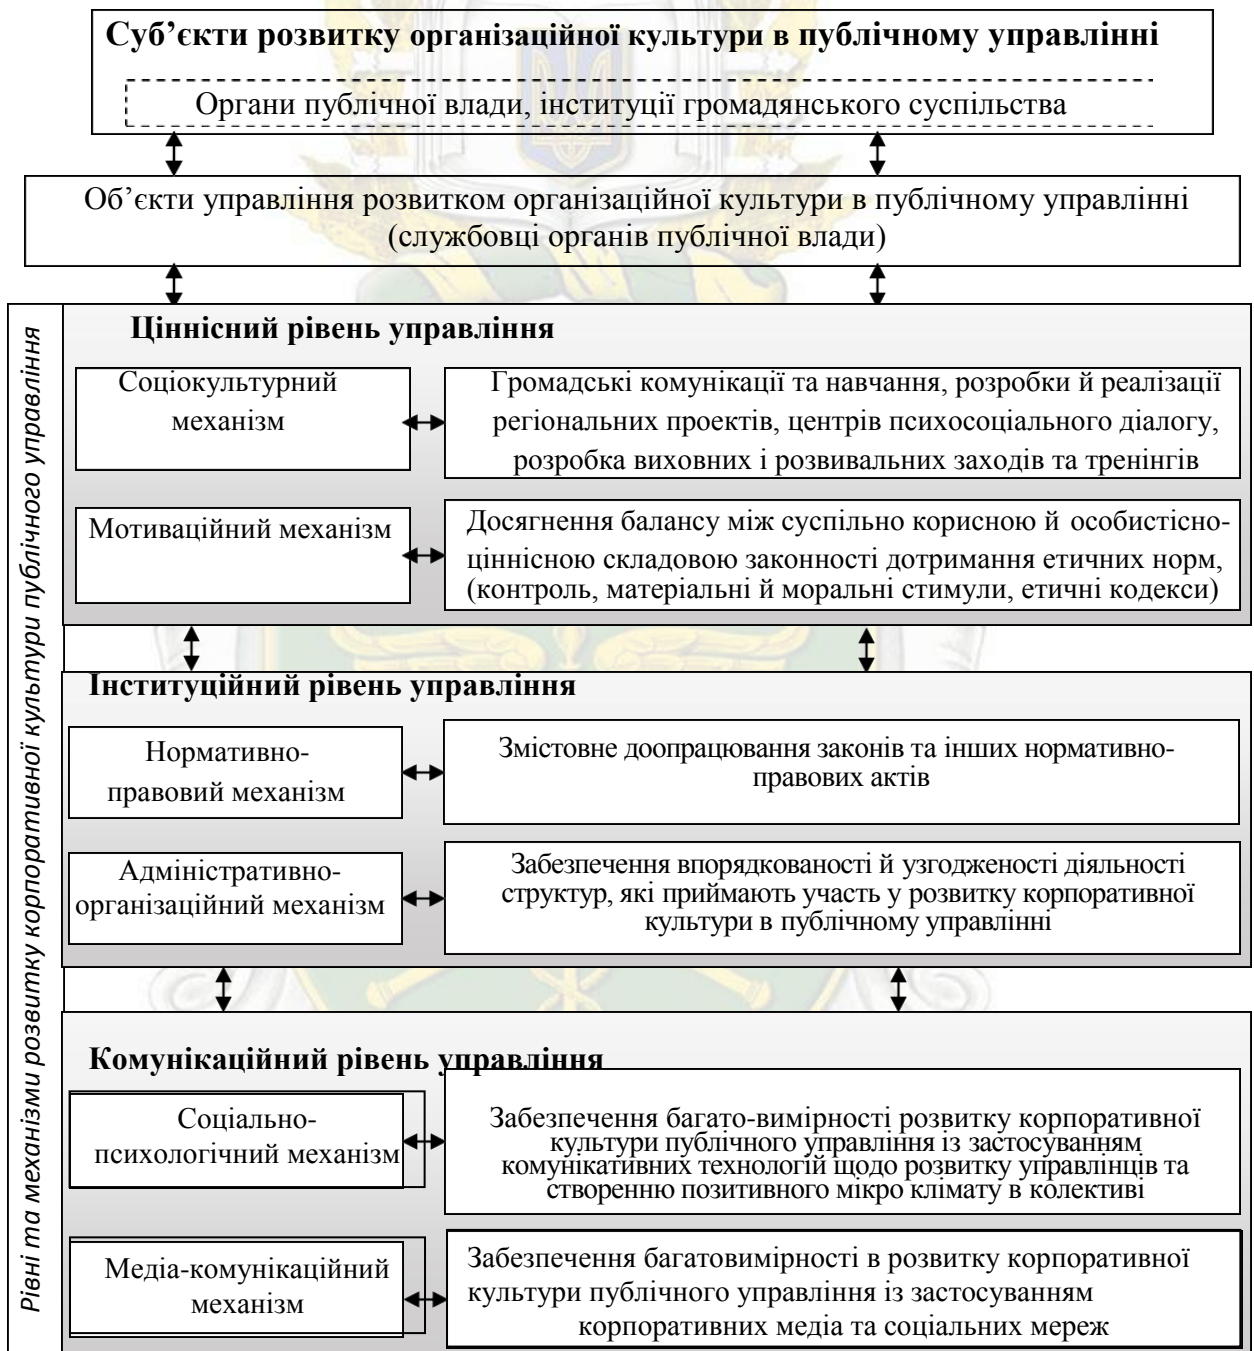 Суб’єкти розвитку організаційної культури в публічному управлінні
Органи публічної влади, інституції громадянського суспільства
Об’єкти управління розвитком організаційної культури в публічному управлінні
(службовці органів публічної влади)
Рівні та механізми розвитку корпоративної культури публічного управління
Ціннісний рівень управління
Соціокультурний
механізм
Громадські комунікації та навчання, розробки й реалізації
регіональних проектів, центрів психосоціального діалогу,
розробка виховних і розвивальних заходів та тренінгів
Мотиваційний механізм
Досягнення балансу між суспільно корисною й особистісно-
ціннісною складовою законності дотримання етичних норм,
(контроль, матеріальні й моральні стимули, етичні кодекси)
Інституційний рівень управління
Нормативно-
правовий механізм
Змістовне доопрацювання законів та інших нормативно-
правових актів
Адміністративно-
організаційний механізм
Забезпечення впорядкованості й узгодженості діяльності
структур, які приймають участь у розвитку корпоративної
культури в публічному управлінні
Комунікаційний рівень управління
Соціально-
психологічний механізм
Забезпечення багато-вимірності розвитку корпоративної
культури публічного управління із застосуванням
комунікативних технологій щодо розвитку управлінців та
створенню позитивного мікро клімату в колективі
Медіа-комунікаційний
механізм
Забезпечення багатовимірності в розвитку корпоративної
культури публічного управління із застосуванням
корпоративних медіа та соціальних мереж